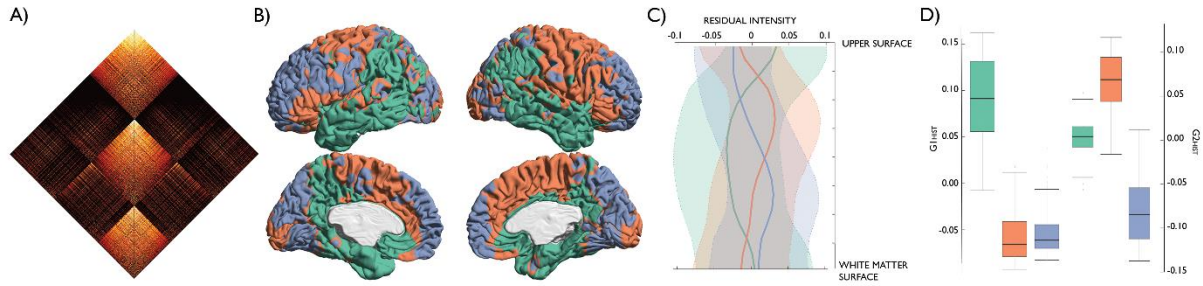 A)
B)
C)
D)
RESIDUAL INTENSITY
-0.1 -0.05 0 0.05 0.1
UPPER SURFACE
WHITE MATTER
SURFACE
0.15
0.10
0.05
0.00
-0.05
G1HIST
0.10
0.05
0.00
-0.05
-0.10
-0.15
G2HIST